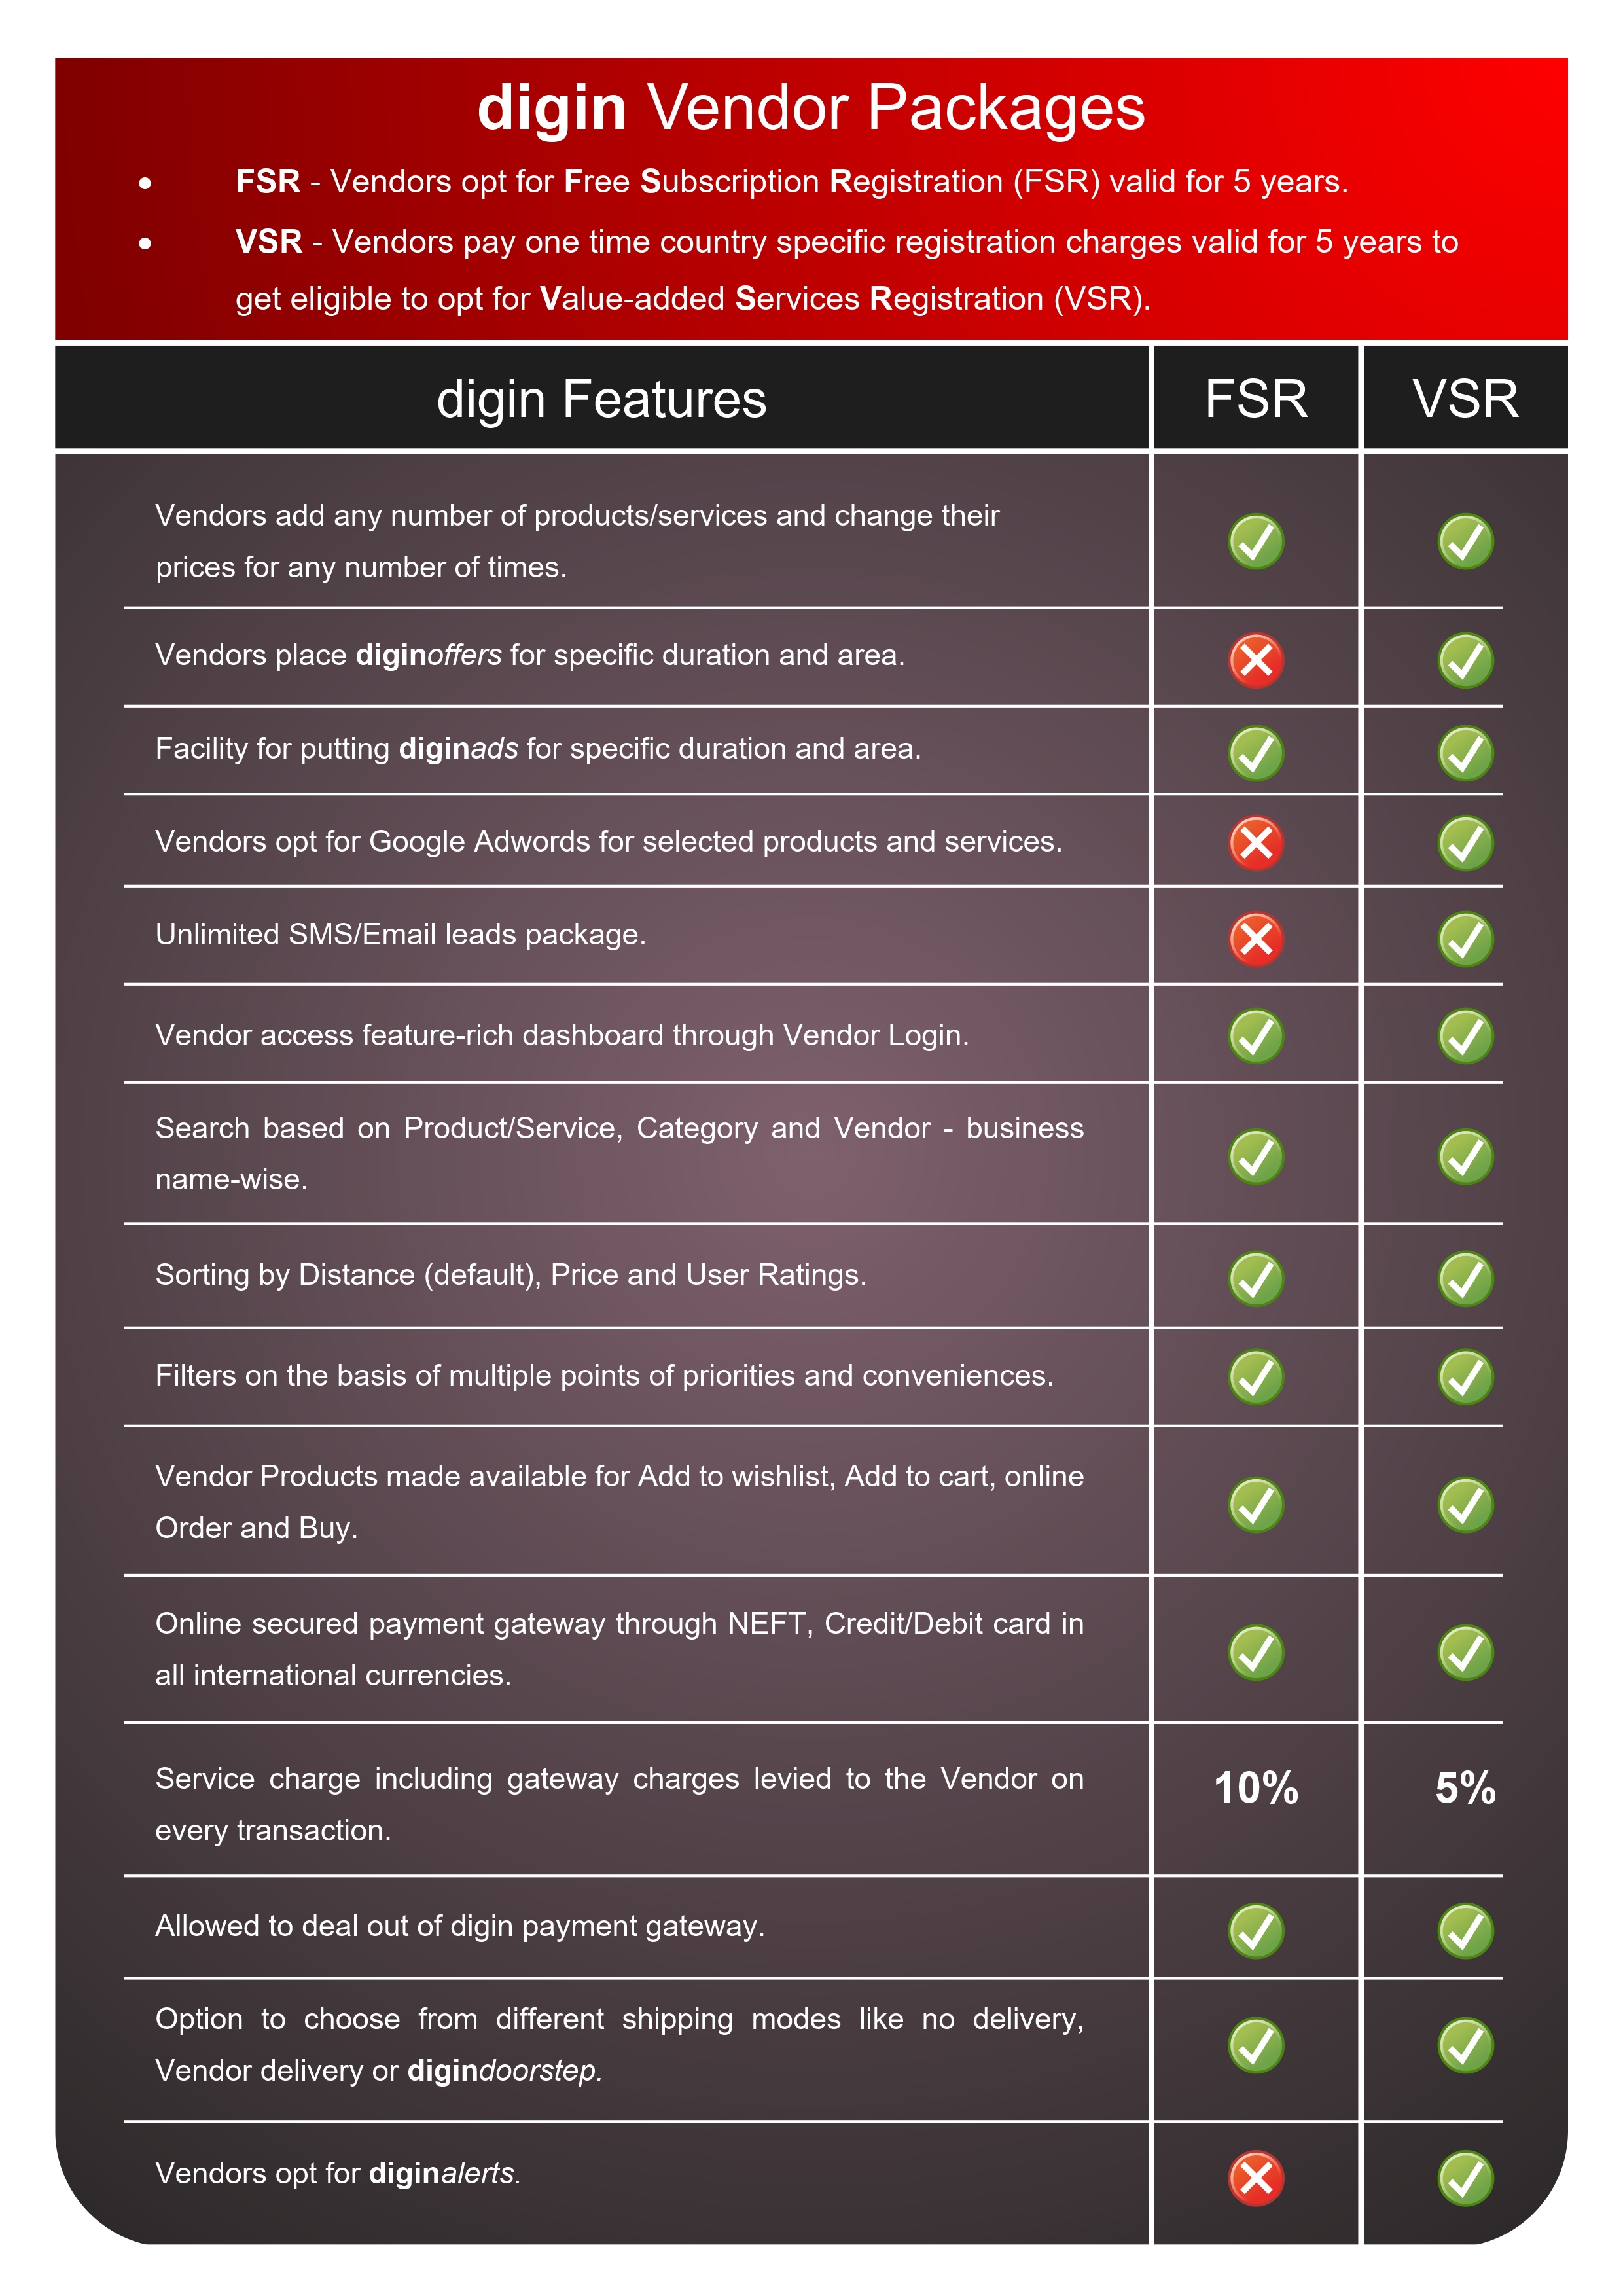 digin Vendor Packages
• FSR - Vendors opt for Free Subscription Registration (FSR) valid for 5 years.
• VSR - Vendors pay one time country specific registration charges valid for 5 years to
get eligible to opt for Value-added Services Registration (VSR).
digin Features FSR VSR
Vendors add any number of products/services and change their
prices for any number of times.
Vendors place diginoffers for specific duration and area.
Facility for putting diginads for specific duration and area.
Vendors opt for Google Adwords for selected products and services.
Unlimited SMS/Email leads package.
Vendor access feature-rich dashboard through Vendor Login.
Search based on Product/Service, Category and Vendor - business
name-wise.
Sorting by Distance (default), Price and User Ratings.
Filters on the basis of multiple points of priorities and conveniences.
Vendor Products made available for Add to wishlist, Add to cart, online
Order and Buy.
Online secured payment gateway through NEFT, Credit/Debit card in
all international currencies.
Service charge including gateway charges levied to the Vendor on 10% 5%
every transaction.
Allowed to deal out of digin payment gateway.
Option to choose from different shipping modes like no delivery,
Vendor delivery or digindoorstep.
Vendors opt for diginalerts.